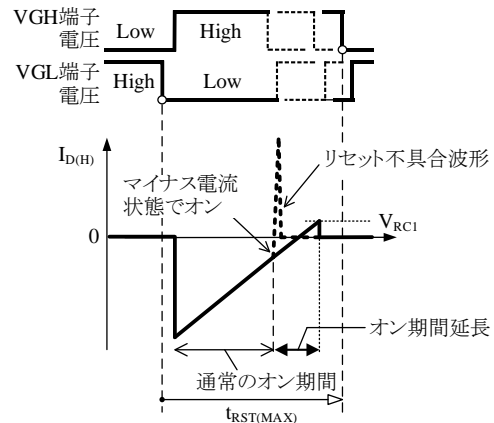 VGH端子
電圧
Low
High
VGL端子
電圧
High
Low
I_D(H)
リセット不具合波形
マイナス電流
状態でオン
V_RC1
0
オン期間延長
通常のオン期間
t_RST(MAX)